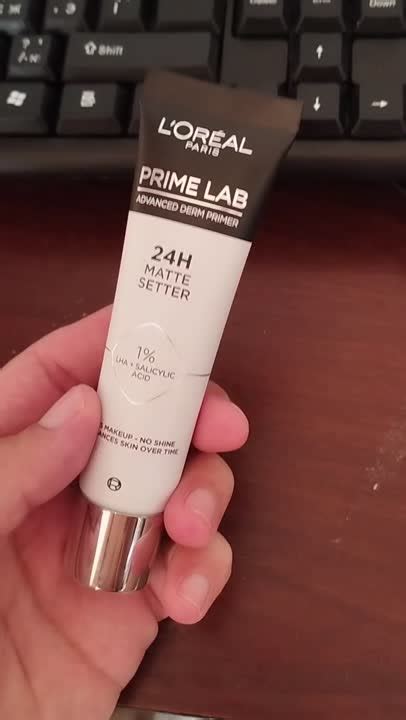 Shift
L'ORÉAL
PARIS
PRIME LAB
ADVANCED DERM PRIMER
24H
MATTE
SETTER
1%
LHA + SALICYLIC
ACID
MAKEUP - NO SHINE
ANCES SKIN OVER TIME